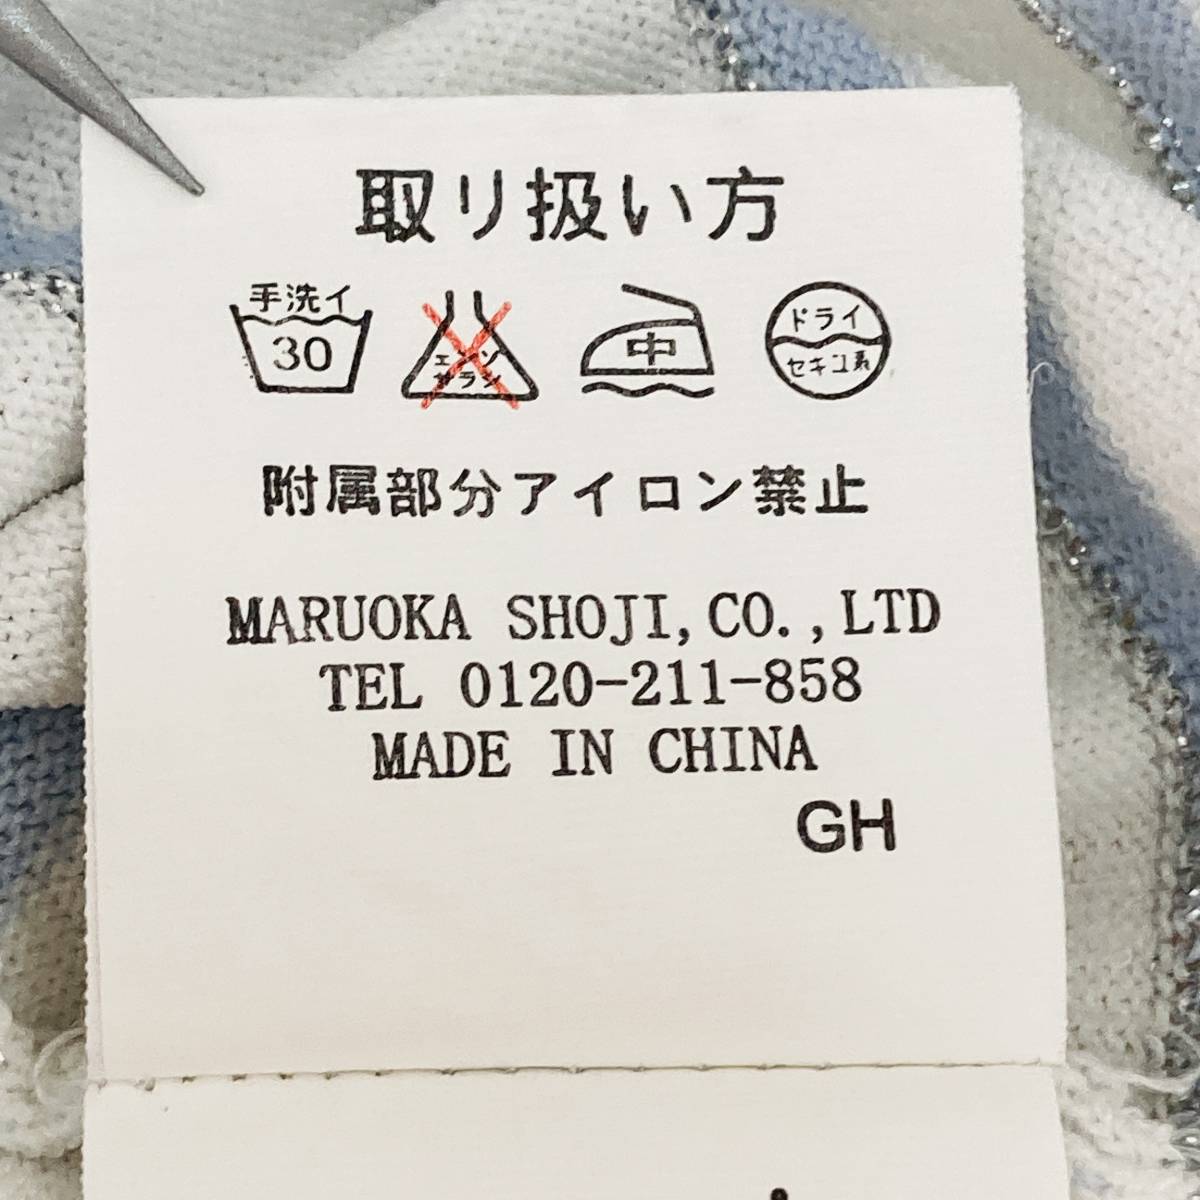 取り扱い方
手洗イ
30
エンソ
サラシ
中
ドライ
セキユ系
附属部分アイロン禁止
MARUOKA SHOJI,CO.,LTD
TEL 0120-211-858
MADE IN CHINA
GH